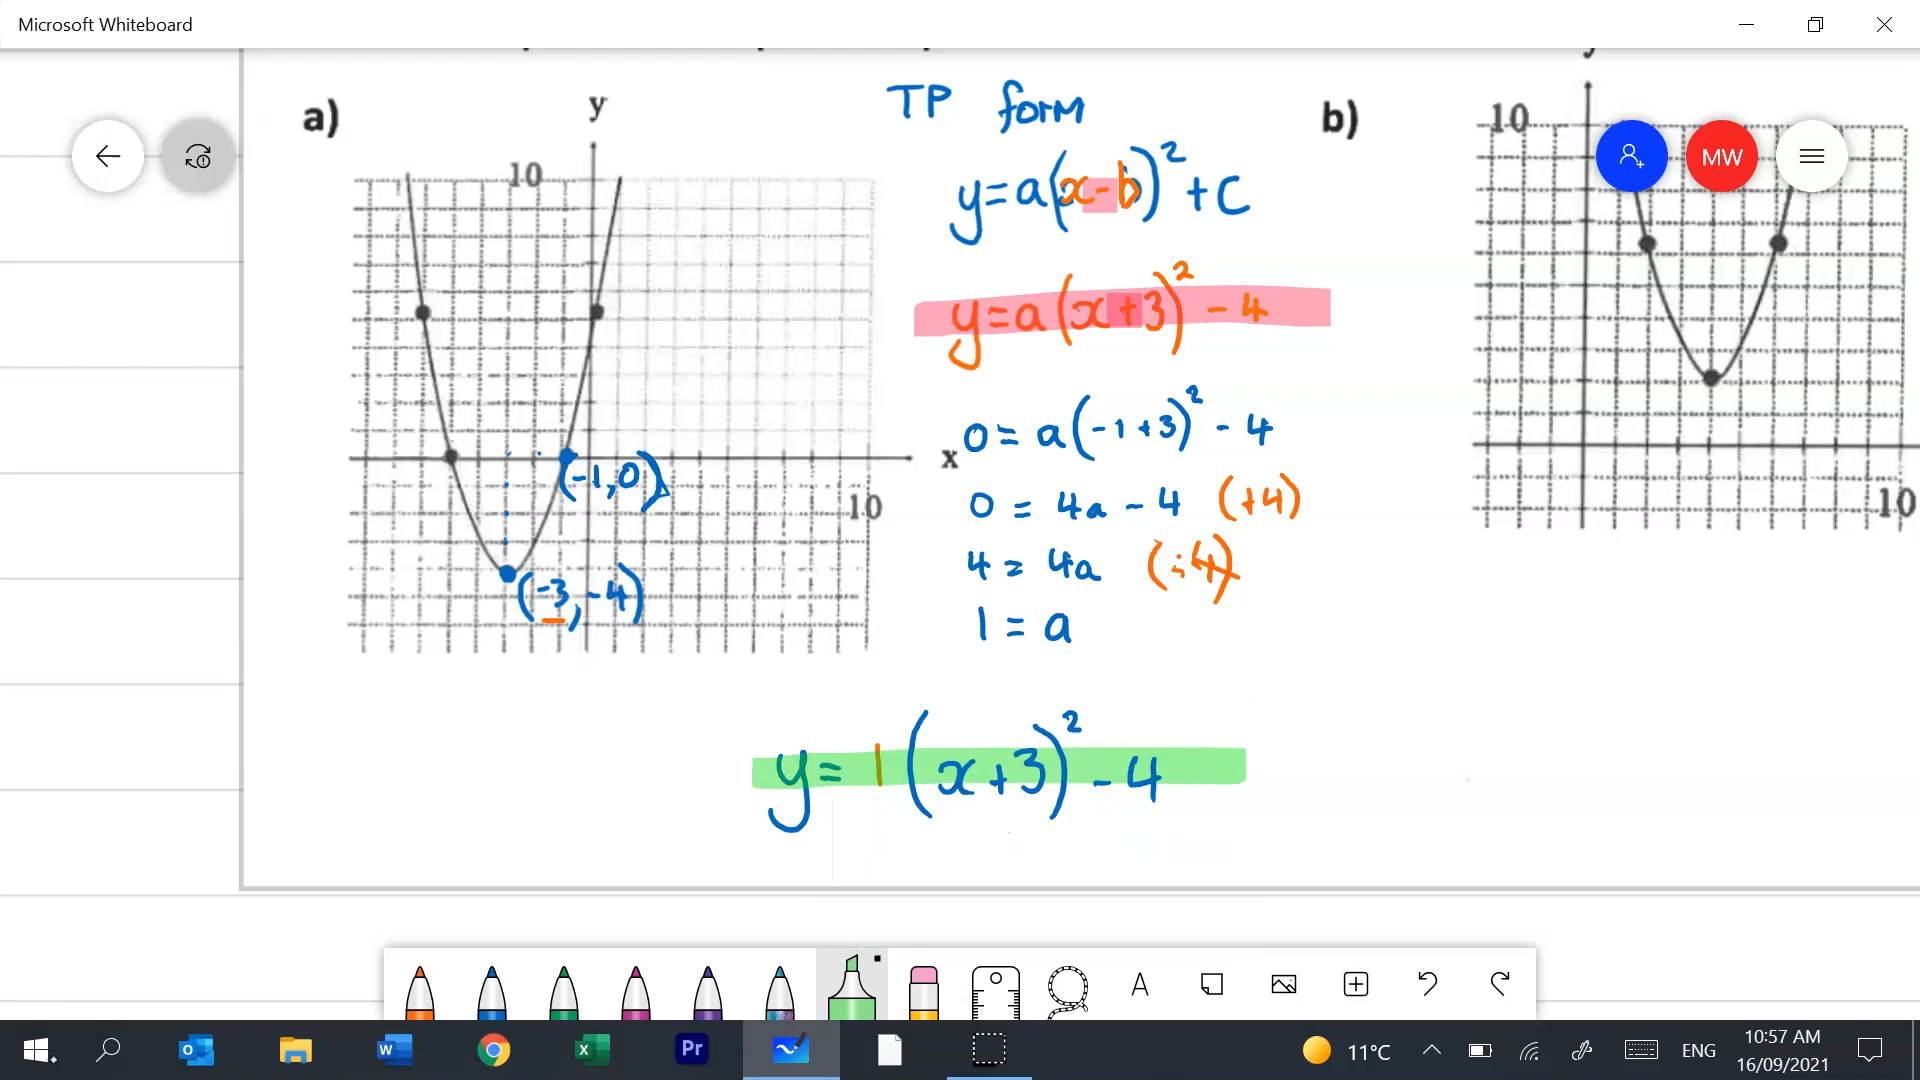 Microsoft Whiteboard
a)
y
10
x
10
(-1,0)
(-3,-4)
TP form
y=a(x-b)²+c
y=a(x+3)²-4
0=a(-1+3)²-4
0=4a-4 (+4)
4=4a (÷4)
1=a
y=1(x+3)²-4
b)
10
10
MW
A
W
X
Pr
11°C
ENG
10:57 AM
16/09/2021